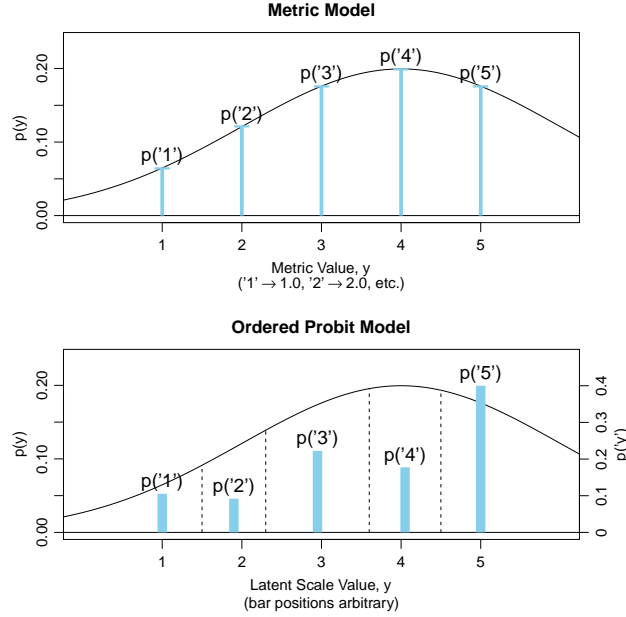 Metric Model
p('1') p('2') p('3') p('4') p('5')
0.00 0.10 0.20
p(y)
1 2 3 4 5
Metric Value, y
('1' → 1.0, '2' → 2.0, etc.)
Ordered Probit Model
p('1') p('2') p('3') p('4') p('5')
0.00 0.10 0.20
p(y)
0 0.1 0.2 0.3 0.4
p('y')
1 2 3 4 5
Latent Scale Value, y
(bar positions arbitrary)